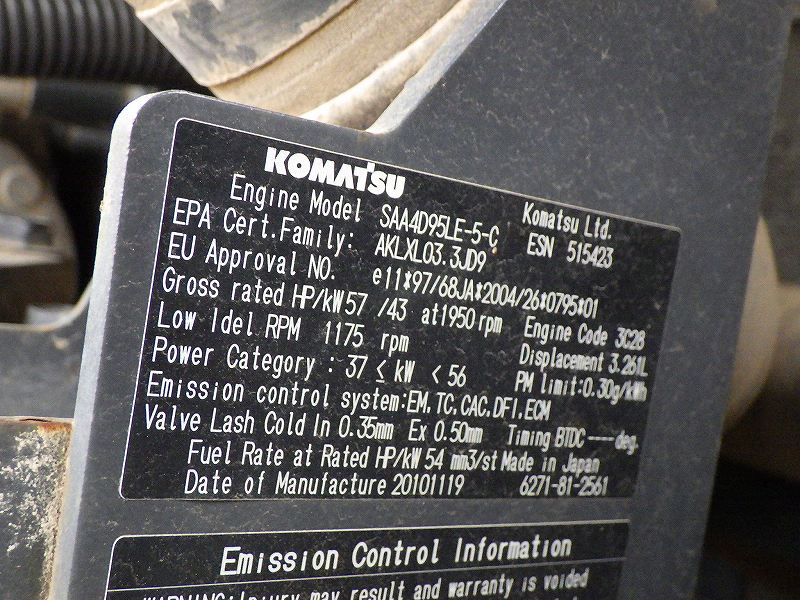 KOMATSU
Engine Model SAA4D95LE-5-C Komatsu Ltd.
EPA Cert.Family: AKLXL03.3JD9 ESN 515423
EU Approval NO. e11*97/68JA*2004/26*0795*01
Gross rated HP/kW 57 /43 at1950 rpm Engine Code 3C28
Low Idel RPM 1175 rpm Displacement 3.261L
Power Category : 37 ≤ kW < 56 PM limit:0.30g/kWh
Emission control system:EM,TC,CAC,DFI,ECM
Valve Lash Cold In 0.35mm Ex 0.50mm Timing BTDC ---- deg.
Fuel Rate at Rated HP/kW 54 mm3/st Made in Japan
Date of Manufacture 20101119 6271-81-2561
Emission Control Information
WARNING:Injury may result and warranty is voided